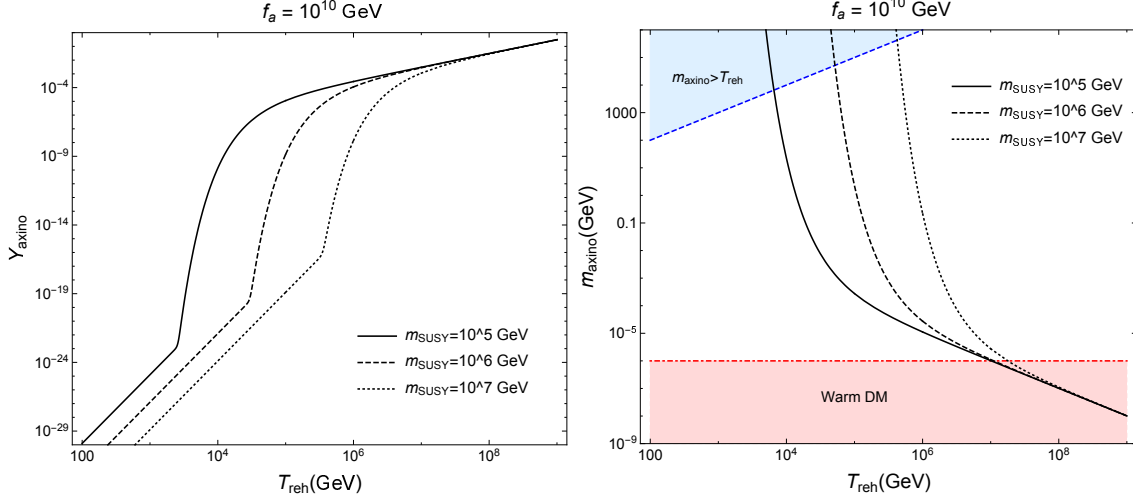 f_a = 10^10 GeV
10^-4
10^-9
10^-14
10^-19
10^-24
10^-29
Y_axino
m_SUSY=10^5 GeV
m_SUSY=10^6 GeV
m_SUSY=10^7 GeV
100
10^4
10^6
10^8
T_reh(GeV)
f_a = 10^10 GeV
m_axino>T_reh
m_SUSY=10^5 GeV
m_SUSY=10^6 GeV
m_SUSY=10^7 GeV
1000
0.1
10^-5
10^-9
m_axino(GeV)
Warm DM
100
10^4
10^6
10^8
T_reh(GeV)